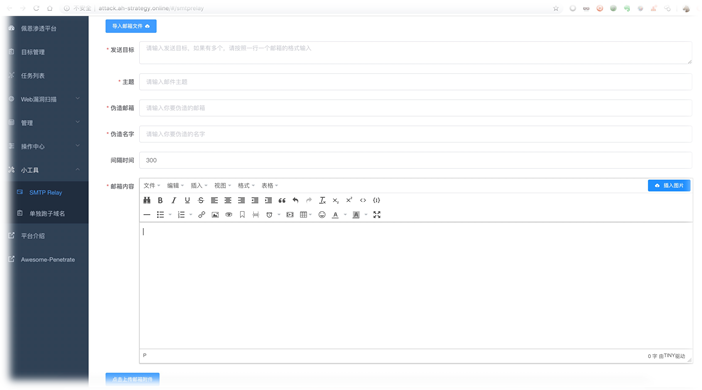 不安全 | attack.ah-strategy.online/#/smtprelay
信息渗透平台
目标管理
任务列表
Web漏洞扫描
管理
操作中心
小工具
SMTP Relay
单独跑子域名
平台介绍
Awesome-Penetrate
导入邮箱文件
* 发送目标
请输入发送目标, 如果有多个, 请按照一行一个邮箱的格式输入
* 主题
请输入邮件主题
* 伪造邮箱
请输入你要伪造的邮箱
* 伪造名字
请输入你要伪造的名字
间隔时间
300
* 邮箱内容
文件 编辑 插入 视图 格式 表格
插入图片
P
0 字 由TINY驱动
点击上传邮箱附件